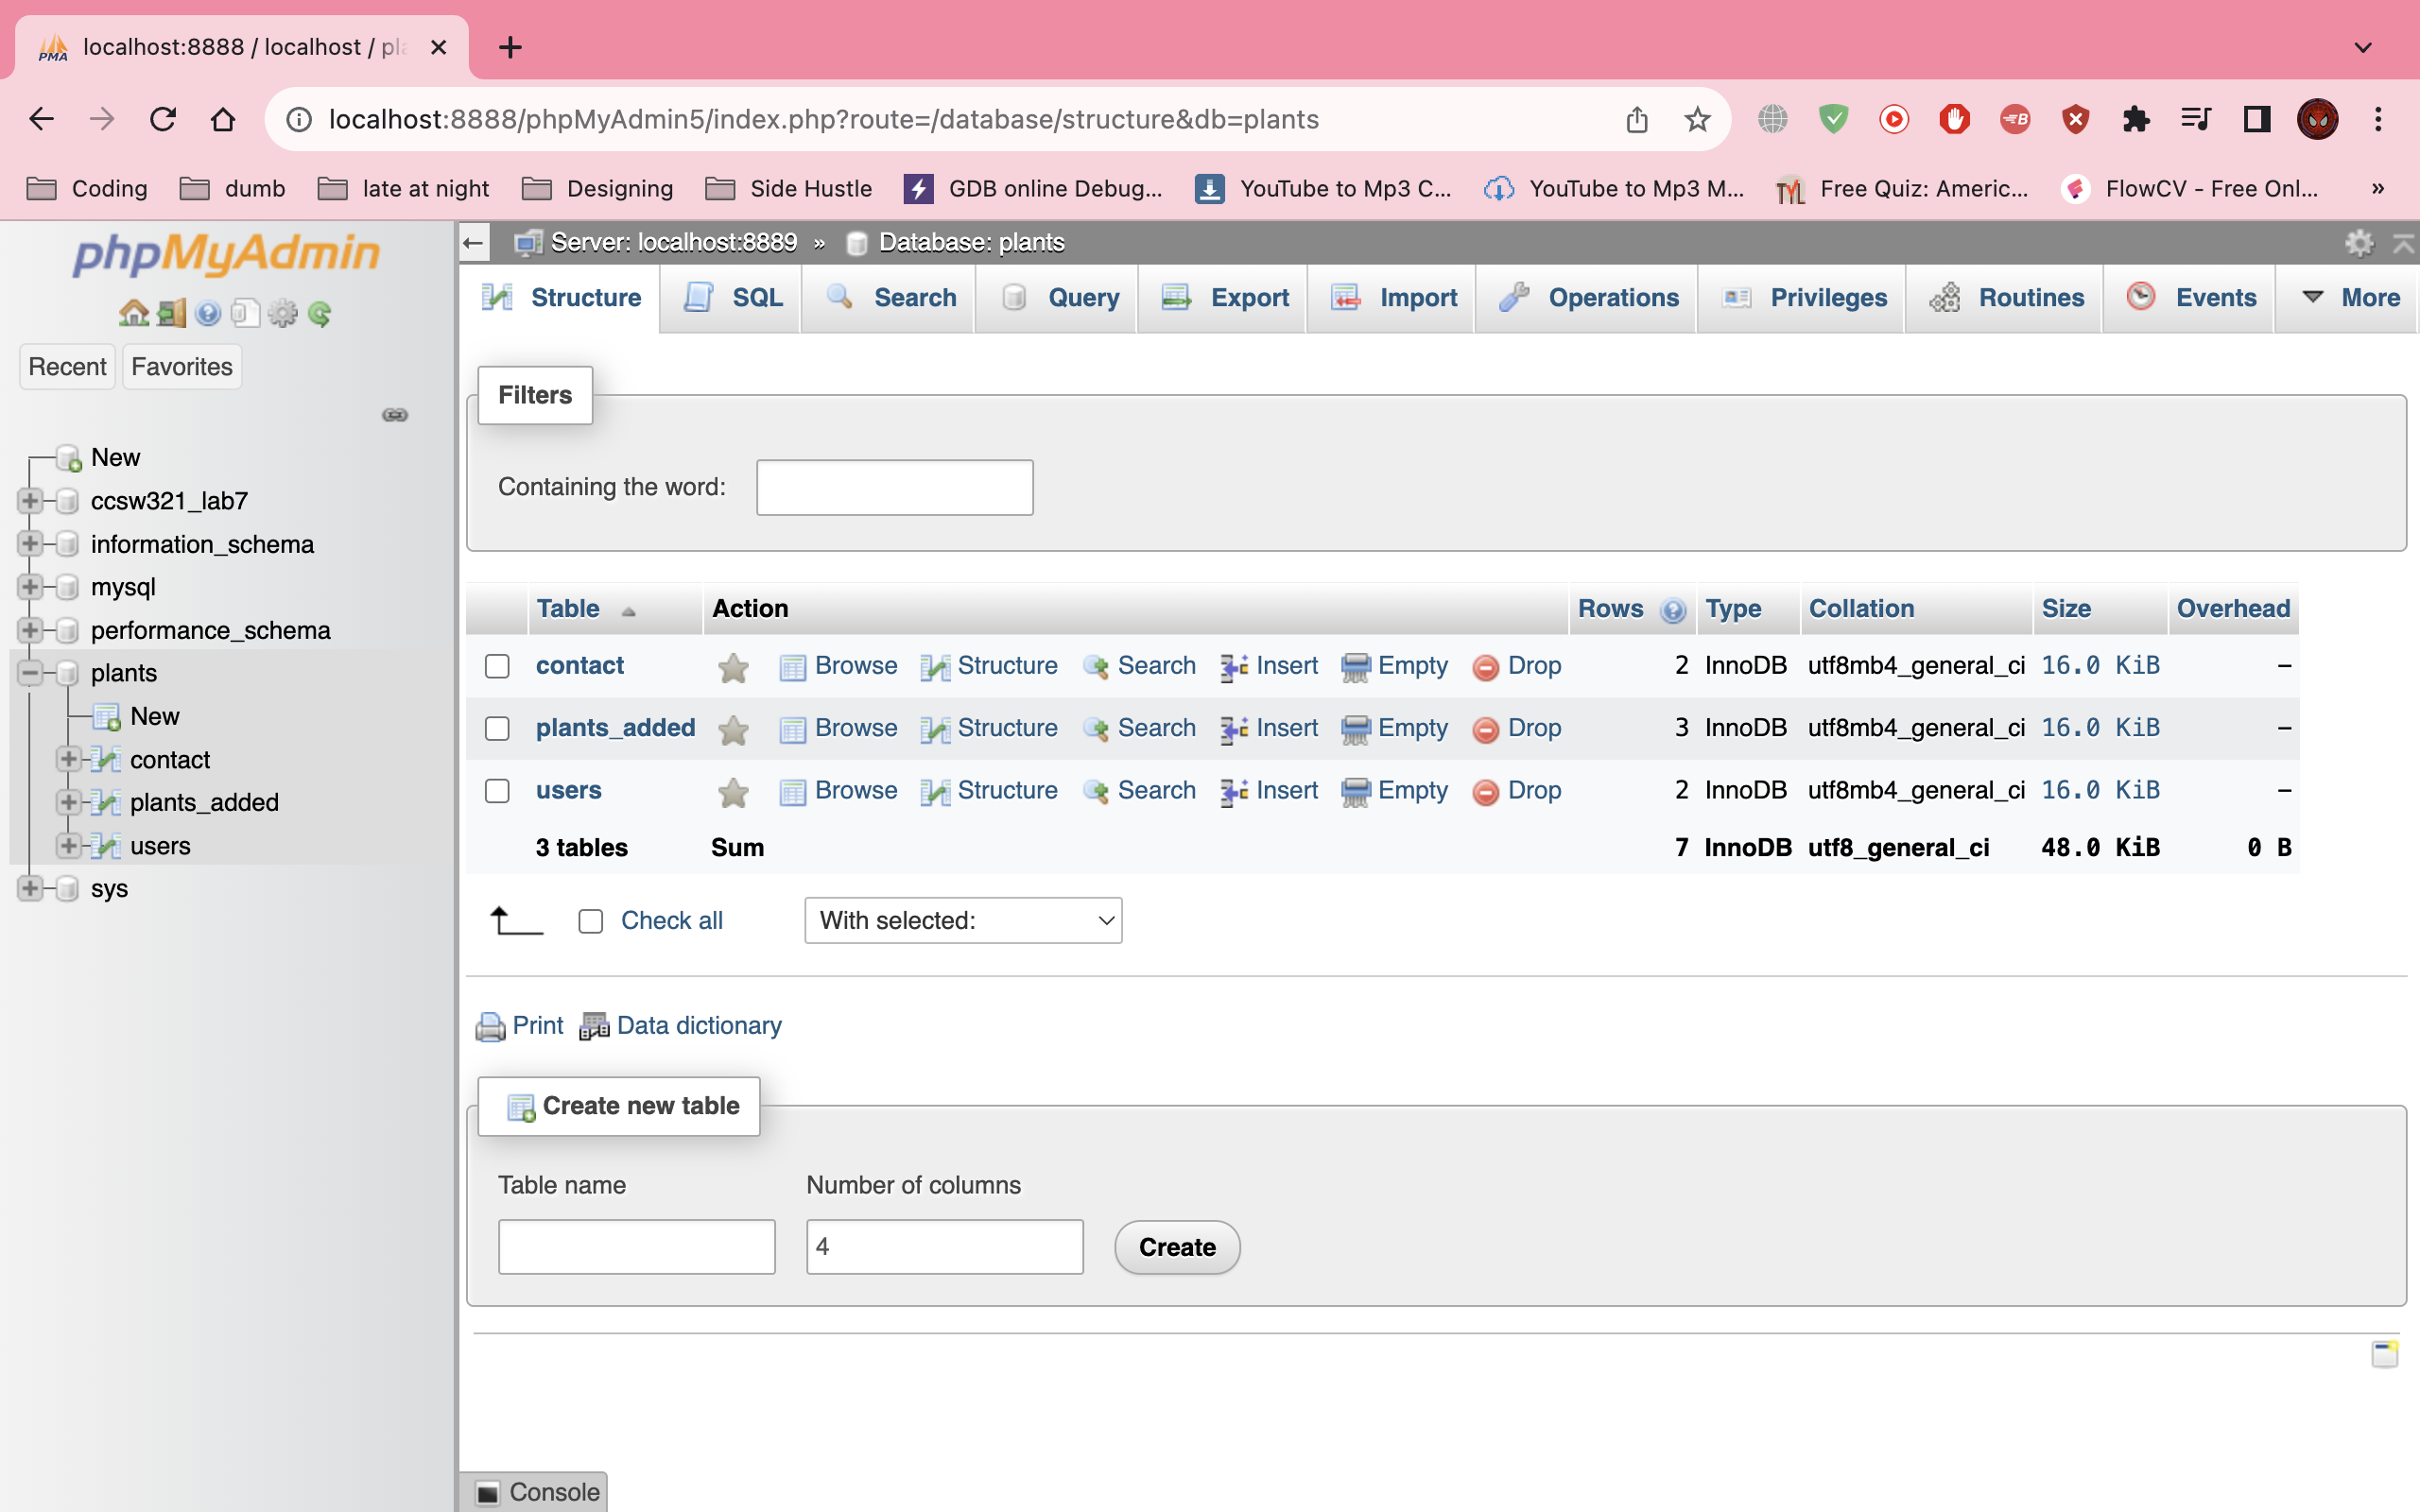 PMA localhost:8888 / localhost / pla
localhost:8888/phpMyAdmin5/index.php?route=/database/structure&db=plants
Coding dumb late at night Designing Side Hustle GDB online Debug... YouTube to Mp3 C... YouTube to Mp3 M... Free Quiz: Americ... FlowCV - Free Onl... »
phpMyAdmin
Recent Favorites
New
ccsw321_lab7
information_schema
mysql
performance_schema
plants
New
contact
plants_added
users
sys
Server: localhost:8889 » Database: plants
Structure SQL Search Query Export Import Operations Privileges Routines Events More
Filters
Containing the word:
Table Action Rows Type Collation Size Overhead
contact Browse Structure Search Insert Empty Drop 2 InnoDB utf8mb4_general_ci 16.0 KiB –
plants_added Browse Structure Search Insert Empty Drop 3 InnoDB utf8mb4_general_ci 16.0 KiB –
users Browse Structure Search Insert Empty Drop 2 InnoDB utf8mb4_general_ci 16.0 KiB –
3 tables Sum 7 InnoDB utf8_general_ci 48.0 KiB 0 B
Check all With selected:
Print Data dictionary
Create new table
Table name Number of columns
4 Create
Console